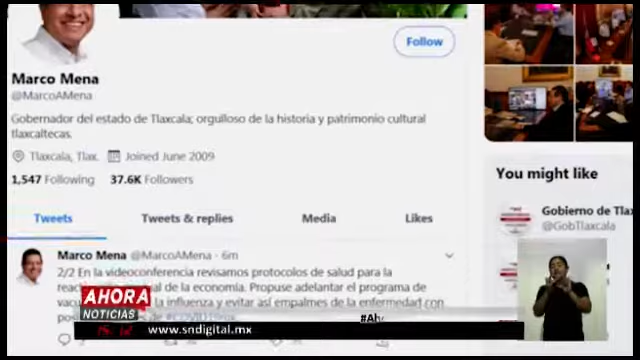 Follow
Marco Mena
@MarcoAMena
Gobernador del estado de Tlaxcala; orgulloso de la historia y patrimonio cultural
tlaxcaltecas.
Tlaxcala, Tlax. Joined June 2009
1,547 Following 37.6K Followers
Tweets Tweets & replies Media Likes
You might like
Gobierno de Tlax
@GobTlaxcala
Marco Mena @MarcoAMena · 6m
2/2 En la videoconferencia revisamos protocolos de salud para la
de la economía. Propuse adelantar el programa de
la influenza y evitar así empalmes de la enfermedad con
de #COVID19mx.
AHORA
NOTICIAS
www.sndigital.mx